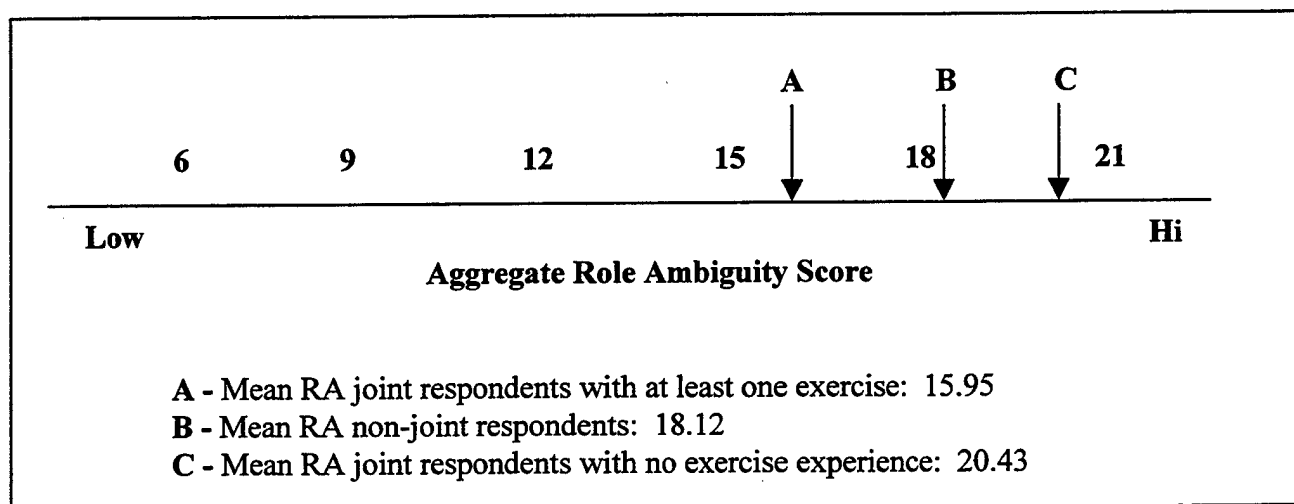 A B C
6 9 12 15 18 21
Low Hi
Aggregate Role Ambiguity Score
A - Mean RA joint respondents with at least one exercise: 15.95
B - Mean RA non-joint respondents: 18.12
C - Mean RA joint respondents with no exercise experience: 20.43